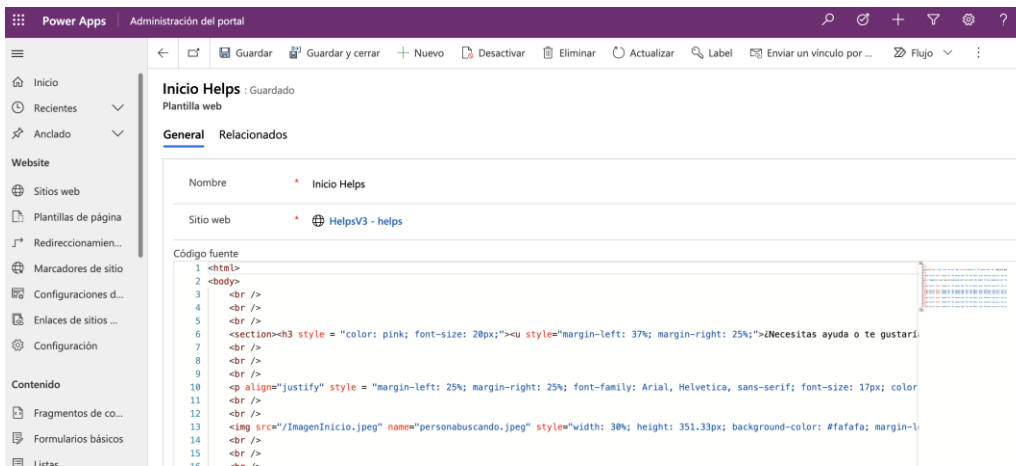 Power Apps Administración del portal
Guardar Guardar y cerrar Nuevo Desactivar Eliminar Actualizar Label Enviar un vínculo por ... Flujo
Inicio
Recientes
Anclado
Website
Sitios web
Plantillas de página
Redireccionamien...
Marcadores de sitio
Configuraciones d...
Enlaces de sitios ...
Configuración
Contenido
Fragmentos de co...
Formularios básicos
Listas
Inicio Helps : Guardado
Plantilla web
General Relacionados
Nombre * Inicio Helps
Sitio web * HelpsV3 - helps
Código fuente
1 <html>
2 <body>
3 <br />
4 <br />
5 <br />
6 <section><h3 style = "color: pink; font-size: 20px;"><u style="margin-left: 37%; margin-right: 25%;">¿Necesitas ayuda o te gustaría
7 <br />
8 <br />
9 <br />
10 <p align="justify" style = "margin-left: 25%; margin-right: 25%; font-family: Arial, Helvetica, sans-serif; font-size: 17px; color
11 <br />
12 <br />
13 <img src="/ImagenInicio.jpeg" name="personabuscando.jpeg" style="width: 30%; height: 351.33px; background-color: #fafafa; margin-l
14 <br />
15 <br />
16 <br />